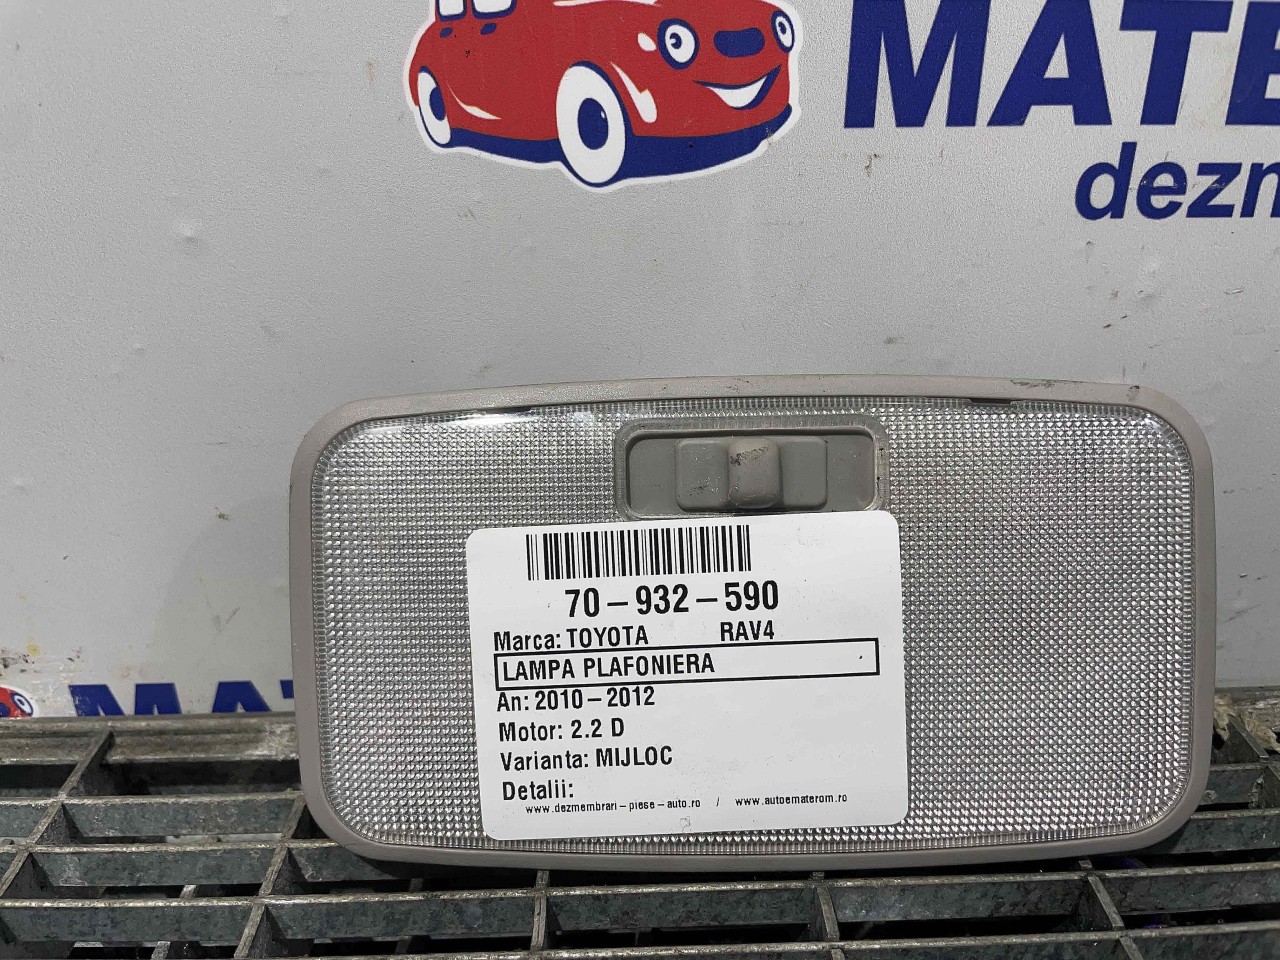 MATE
dezm
70-932-590
Marca: TOYOTA RAV4
LAMPA PLAFONIERA
An: 2010-2012
Motor: 2.2 D
Varianta: MIJLOC
Detalii:
www.dezmembrari-piese-auto.ro / www.autoematerom.ro
MAT